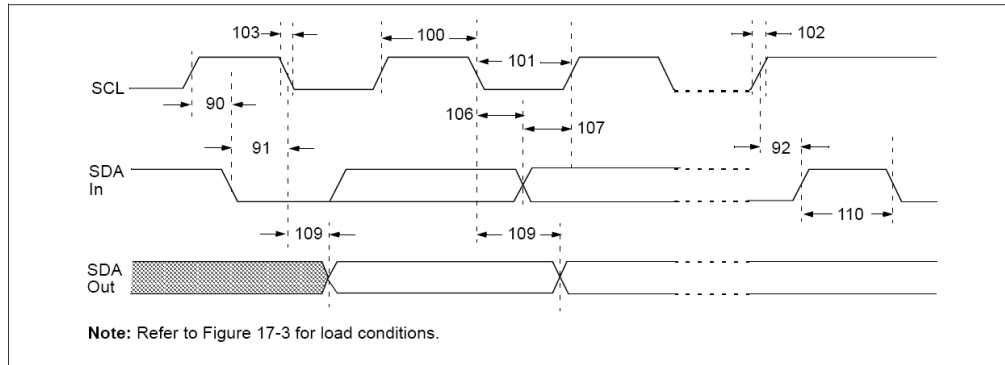 103
100
101
102
SCL
90
106
107
91
92
SDA
In
110
109
109
SDA
Out
Note: Refer to Figure 17-3 for load conditions.